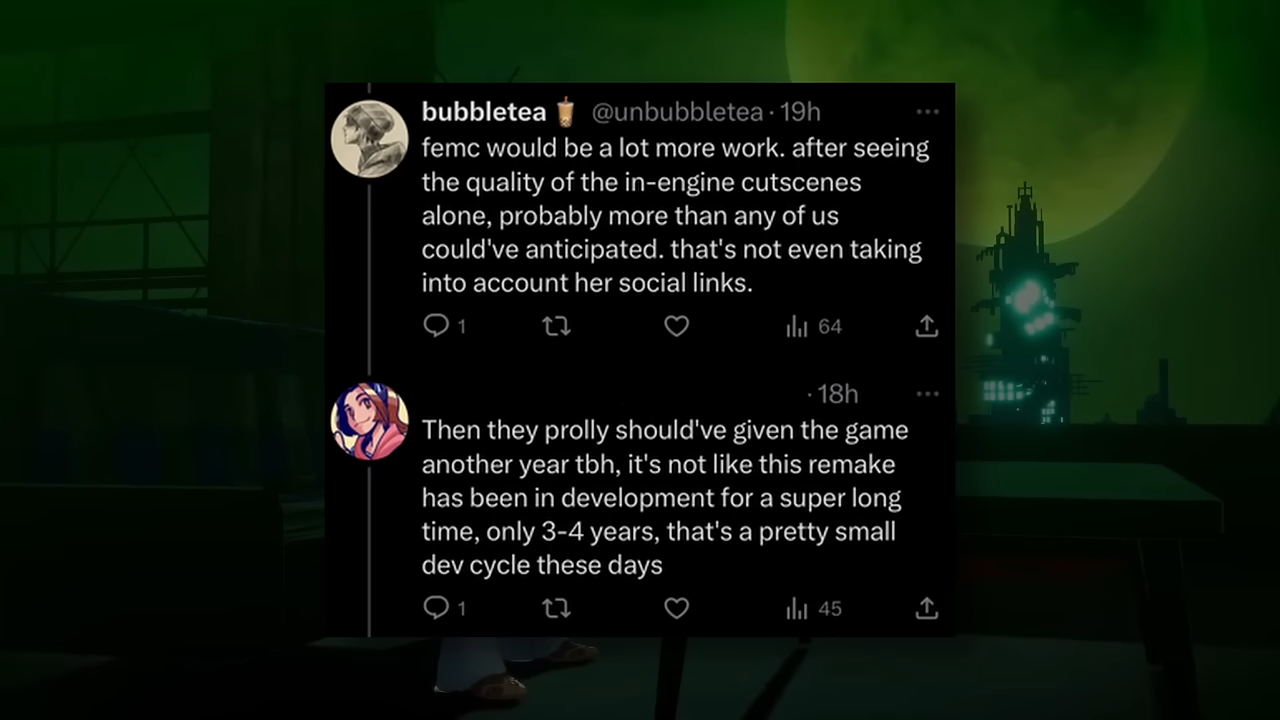 bubbletea 🧋 @unbubbletea · 19h
femc would be a lot more work. after seeing
the quality of the in-engine cutscenes
alone, probably more than any of us
could've anticipated. that's not even taking
into account her social links.
1 64
· 18h
Then they prolly should've given the game
another year tbh, it's not like this remake
has been in development for a super long
time, only 3-4 years, that's a pretty small
dev cycle these days
1 45